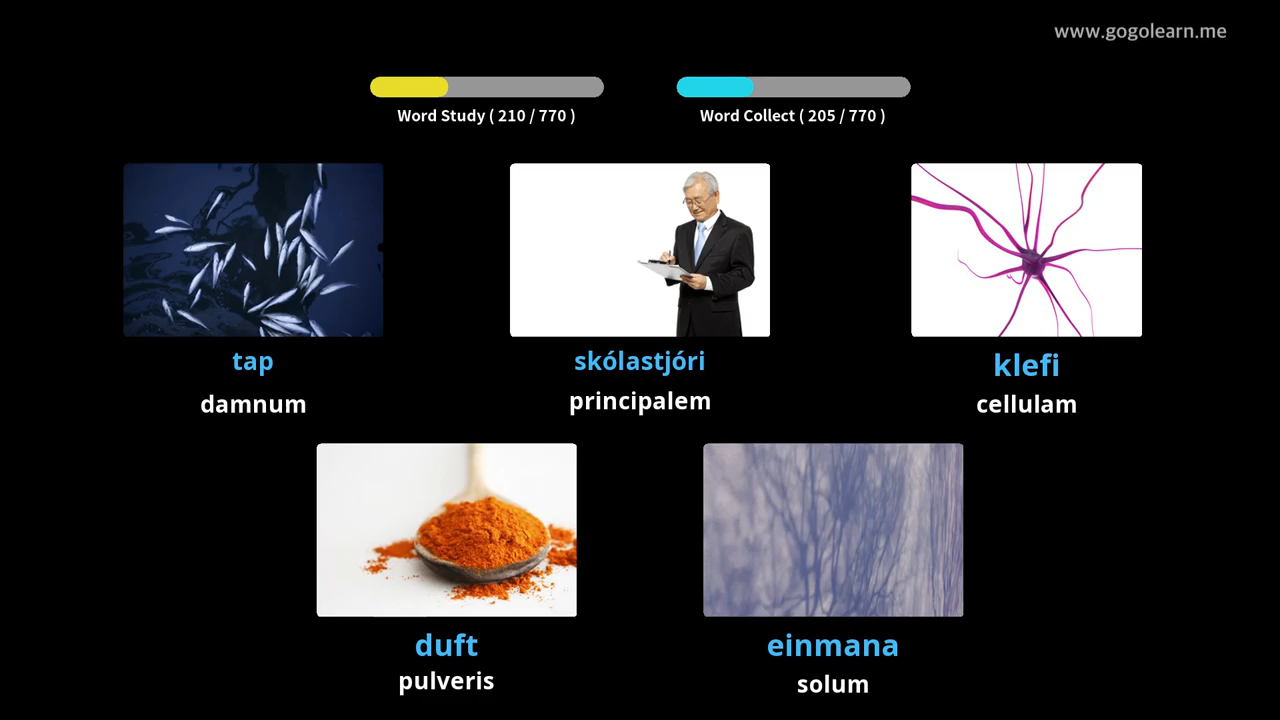 www.gogolearn.me
Word Study ( 210 / 770 )
Word Collect ( 205 / 770 )
tap
damnum
skólastjóri
principalem
klefi
cellulam
duft
pulveris
einmana
solum